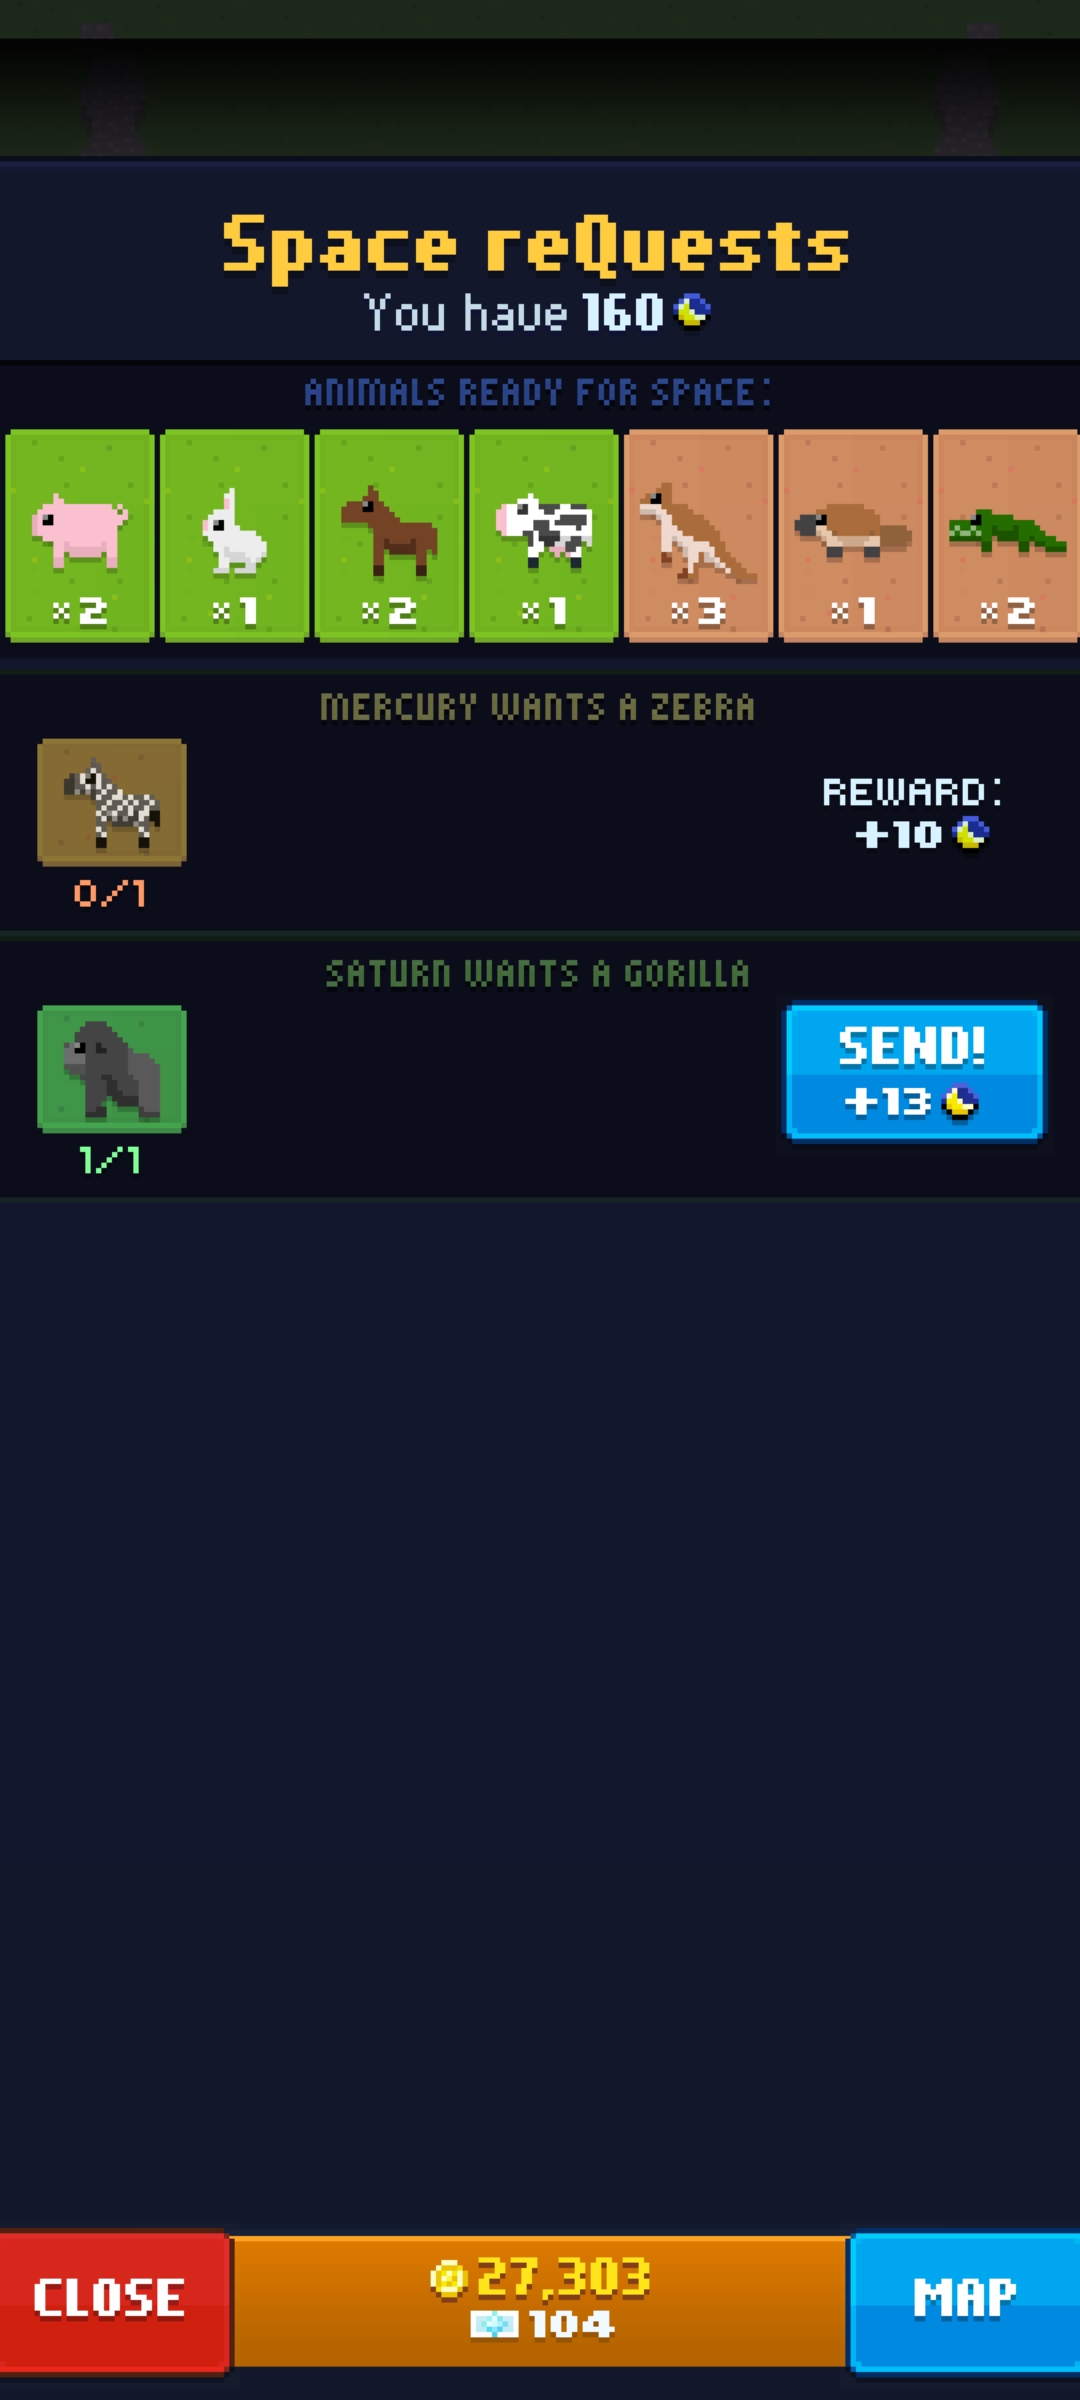 Space reQuests
You have 160
ANIMALS READY FOR SPACE:
×2 ×1 ×2 ×1 ×3 ×1 ×2
MERCURY WANTS A ZEBRA
REWARD:
+10
0/1
SATURN WANTS A GORILLA
SEND!
+13
1/1
CLOSE
27,303
104
MAP